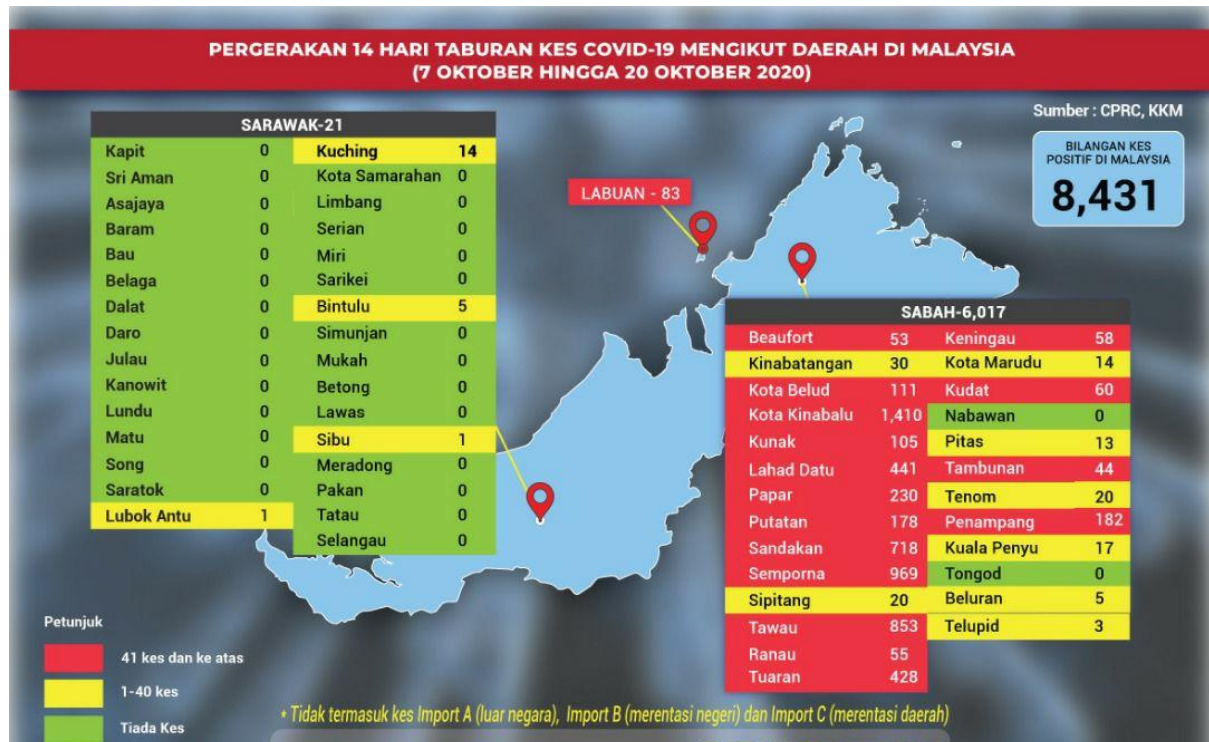 PERGERAKAN 14 HARI TABURAN KES COVID-19 MENGIKUT DAERAH DI MALAYSIA
(7 OKTOBER HINGGA 20 OKTOBER 2020)
Sumber : CPRC, KKM
BILANGAN KES
POSITIF DI MALAYSIA
8,431
SARAWAK-21
Kapit 0 Kuching 14
Sri Aman 0 Kota Samarahan 0
Asajaya 0 Limbang 0
Baram 0 Serian 0
Bau 0 Miri 0
Belaga 0 Sarikei 0
Dalat 0 Bintulu 5
Daro 0 Simunjan 0
Julau 0 Mukah 0
Kanowit 0 Betong 0
Lundu 0 Lawas 0
Matu 0 Sibu 1
Song 0 Meradong 0
Saratok 0 Pakan 0
Lubok Antu 1 Tatau 0
Selangau 0
LABUAN - 83
SABAH-6,017
Beaufort 53 Keningau 58
Kinabatangan 30 Kota Marudu 14
Kota Belud 111 Kudat 60
Kota Kinabalu 1,410 Nabawan 0
Kunak 105 Pitas 13
Lahad Datu 441 Tambunan 44
Papar 230 Tenom 20
Putatan 178 Penampang 182
Sandakan 718 Kuala Penyu 17
Semporna 969 Tongod 0
Sipitang 20 Beluran 5
Tawau 853 Telupid 3
Ranau 55
Tuaran 428
Petunjuk
41 kes dan ke atas
1-40 kes
Tiada Kes
* Tidak termasuk kes Import A (luar negara), Import B (merentasi negeri) dan Import C (merentasi daerah)